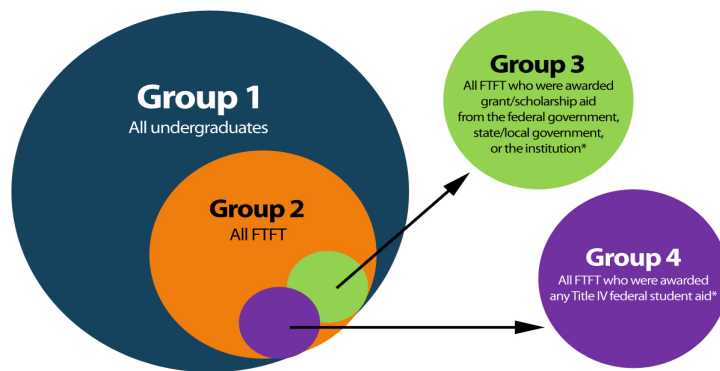 Group 1
All undergraduates
Group 2
All FTFT
Group 3
All FTFT who were awarded
grant/scholarship aid
from the federal government,
state/local government,
or the institution*
Group 4
All FTFT who were awarded
any Title IV federal student aid*